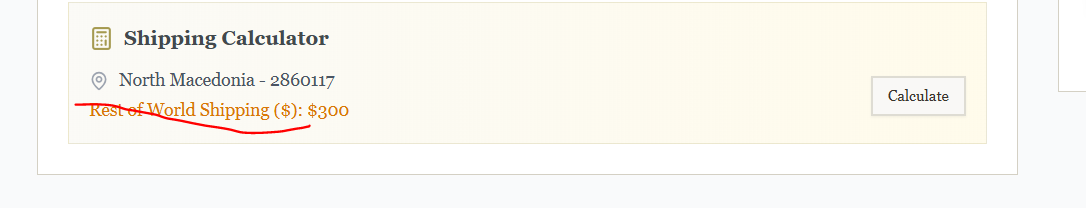 Shipping Calculator
North Macedonia - 2860117
Rest of World Shipping ($): $300
Calculate